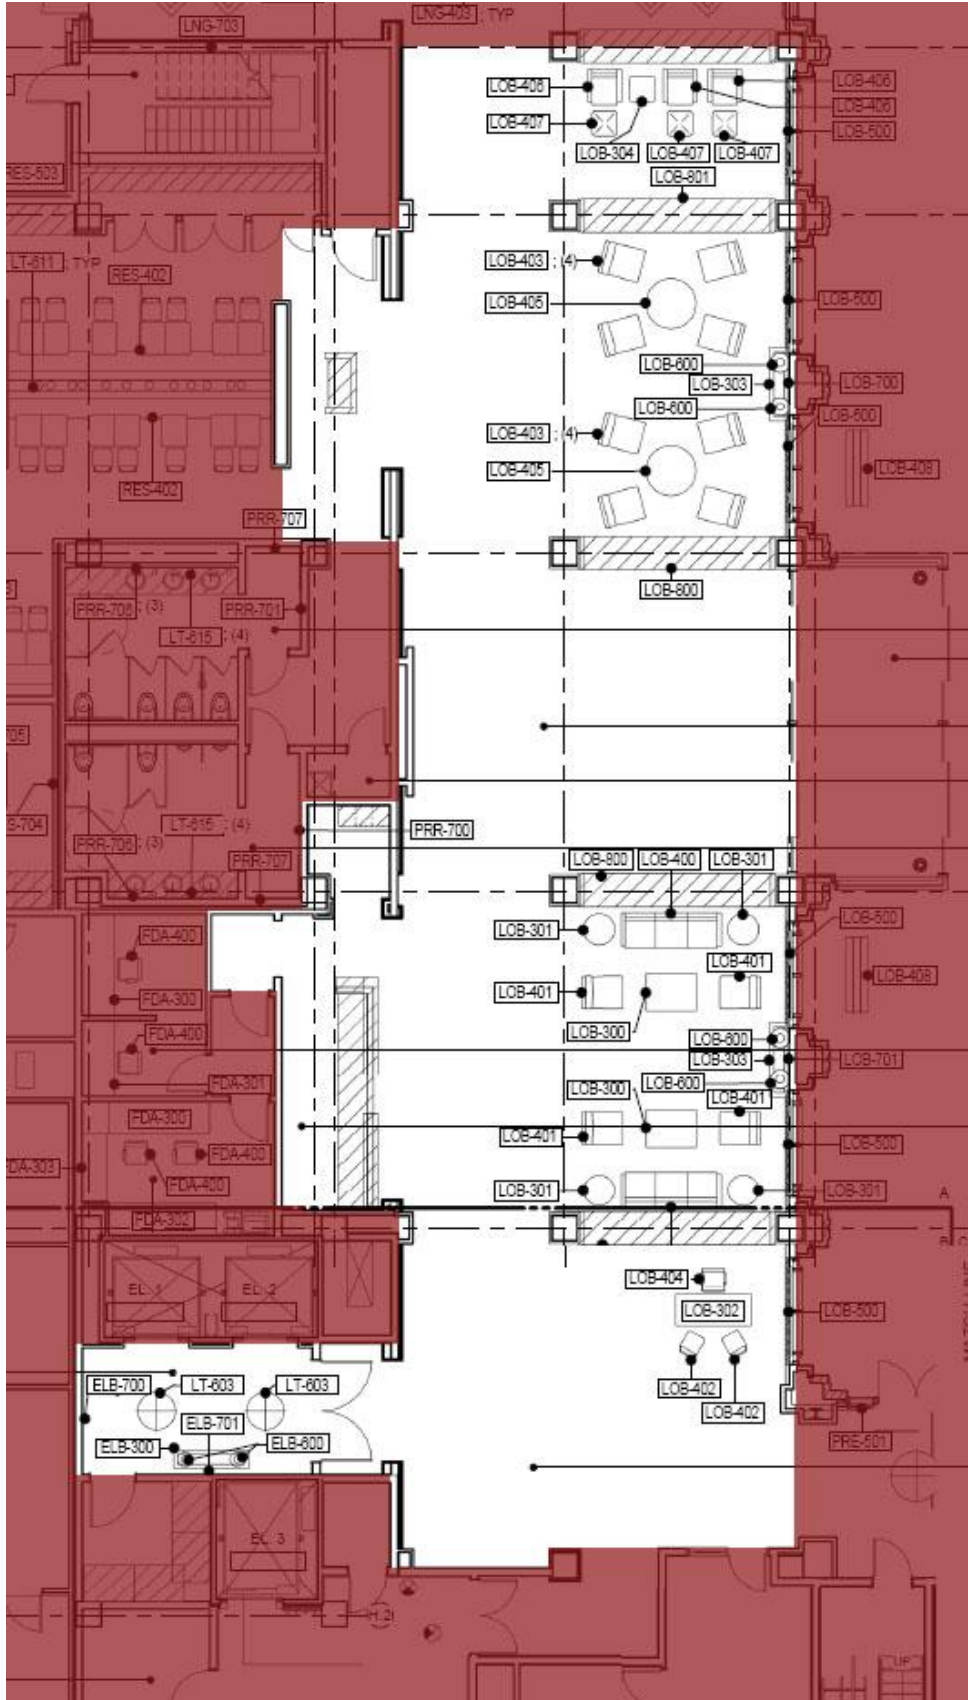 LNG-403 ; TYP
LNG-703
LOB-406
LOB-406
LOB-406
LOB-407
LOB-500
LOB-304
LOB-407
LOB-407
RES-503
LOB-801
LT-611 ; TYP
RES-402
LOB-403 ; (4)
LOB-405
LOB-500
LOB-600
LOB-303
LOB-700
LOB-600
LOB-500
LOB-403 ; (4)
LOB-405
LOB-408
RES-402
PRR-707
LOB-800
PRR-706 ; (3)
PRR-701
LT-615 ; (4)
705
S-704
LT-615 ; (4)
PRR-700
PRR-706 ; (3)
PRR-707
LOB-800
LOB-400
LOB-301
LOB-500
LOB-301
FDA-400
LOB-401
LOB-408
LOB-401
FDA-300
LOB-300
FDA-400
LOB-600
LOB-303
LOB-701
FDA-301
LOB-300
LOB-600
LOB-401
FDA-300
LOB-401
LOB-500
FDA-303
FDA-400
FDA-400
LOB-301
LOB-301
A
FDA-302
B
EL. 1
EL. 2
LOB-404
LOB-302
LOB-500
MATCH LINE
ELB-700
LT-603
LT-603
LOB-402
LOB-402
ELB-701
ELB-300
ELB-600
PRE-501
EL. 3
H.2
UP